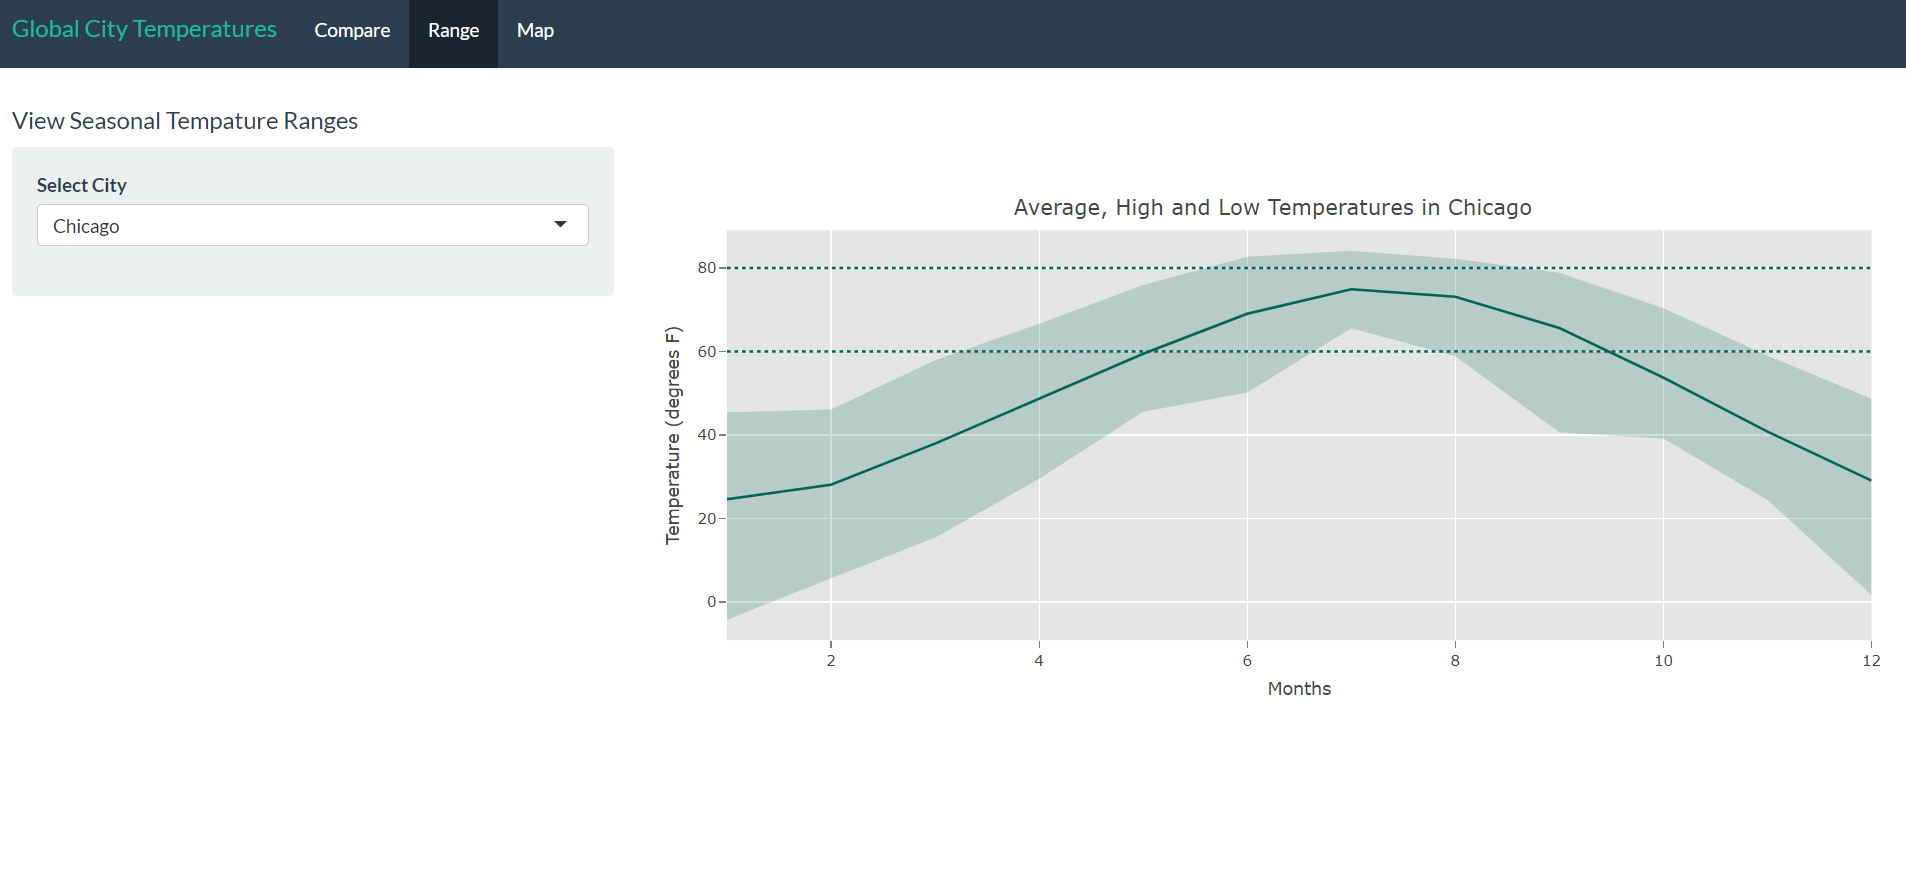 Global City Temperatures Compare Range Map
View Seasonal Tempature Ranges
Select City
Chicago
Average, High and Low Temperatures in Chicago
Temperature (degrees F)
80
60
40
20
0
2 4 6 8 10 12
Months